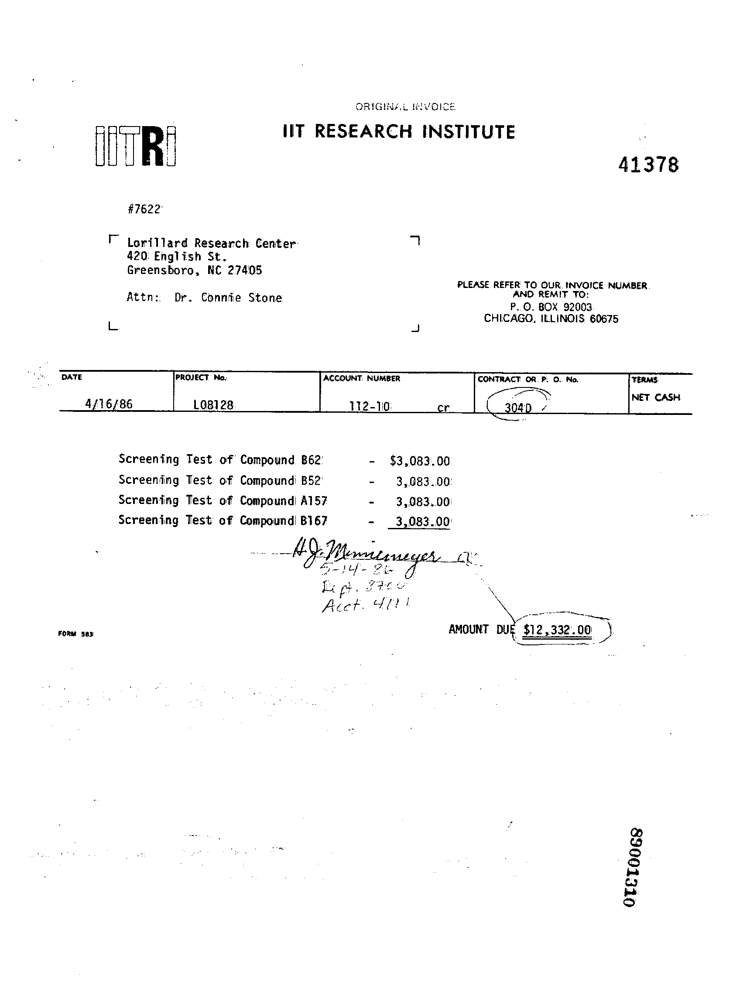 ORIGINAL INVOICE
IITRI
IIT RESEARCH INSTITUTE
41378
#7622
Lorillard Research Center
420 English St.
Greensboro, NC 27405
Attn: Dr. Connie Stone
PLEASE REFER TO OUR INVOICE NUMBER
AND REMIT TO:
P. O. BOX 92003
CHICAGO, ILLINOIS 60675
DATE PROJECT No. ACCOUNT NUMBER CONTRACT OR P. O. No. TERMS
4/16/86 L08128 112-110 cr 304D NET CASH
Screening Test of Compound B62 - $3,083.00
Screening Test of Compound B52 - 3,083.00
Screening Test of Compound A157 - 3,083.00
Screening Test of Compound B167 - 3,083.00
H.J. Minnemeyer
5-14-86
Dept. 8700
Acct. 4111
AMOUNT DUE $12,332.00
FORM 583
89001310